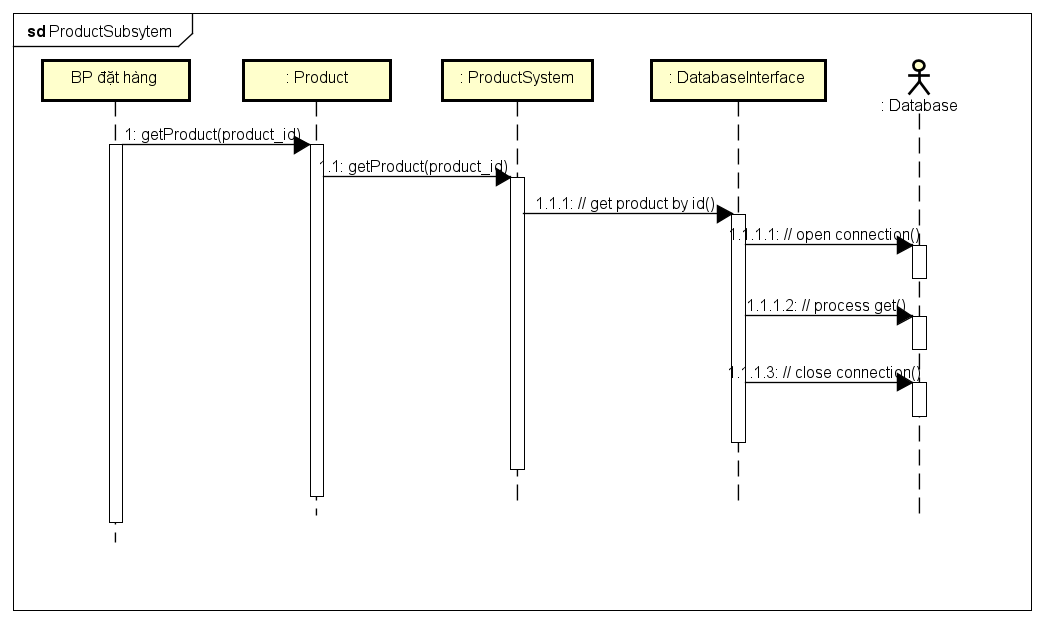 sd ProductSubsytem
BP đặt hàng
: Product
: ProductSystem
: DatabaseInterface
: Database
1: getProduct(product_id)
1.1: getProduct(product_id)
1.1.1: // get product by id()
1.1.1.1: // open connection()
1.1.1.2: // process get()
1.1.1.3: // close connection()